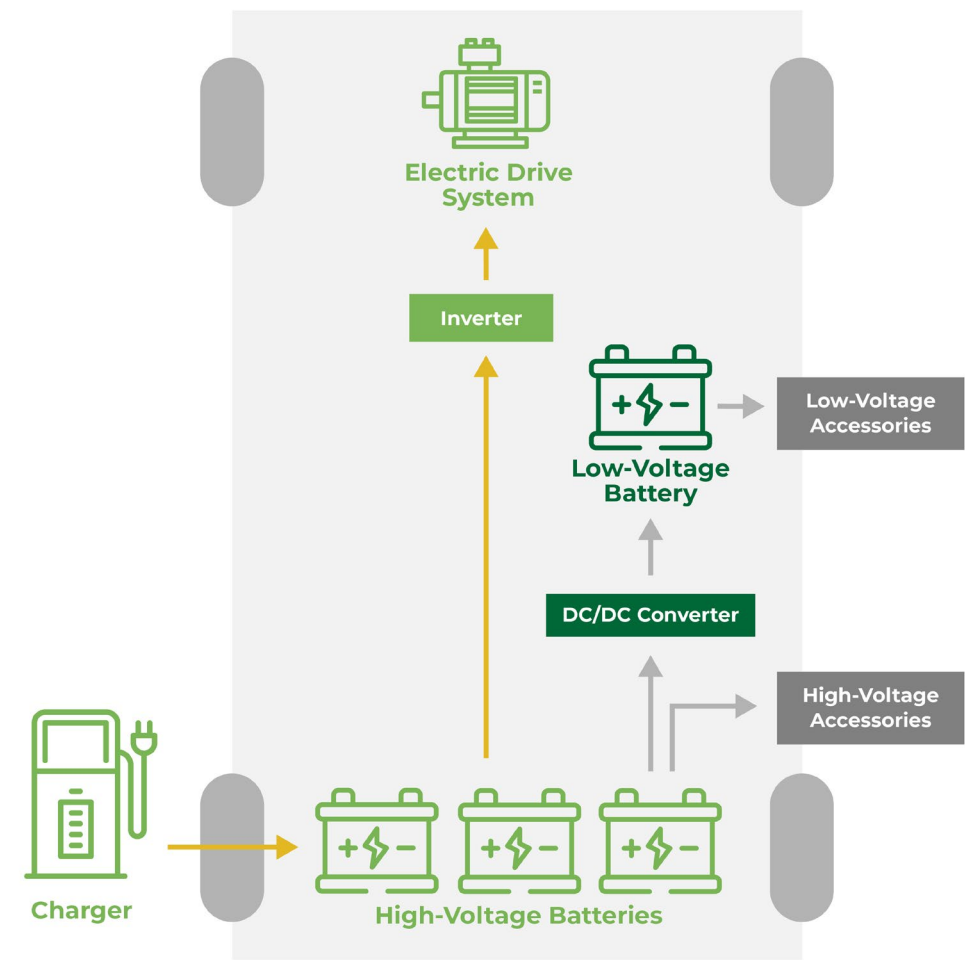 Electric Drive
System
Inverter
Low-Voltage
Accessories
Low-Voltage
Battery
DC/DC Converter
High-Voltage
Accessories
Charger
High-Voltage Batteries